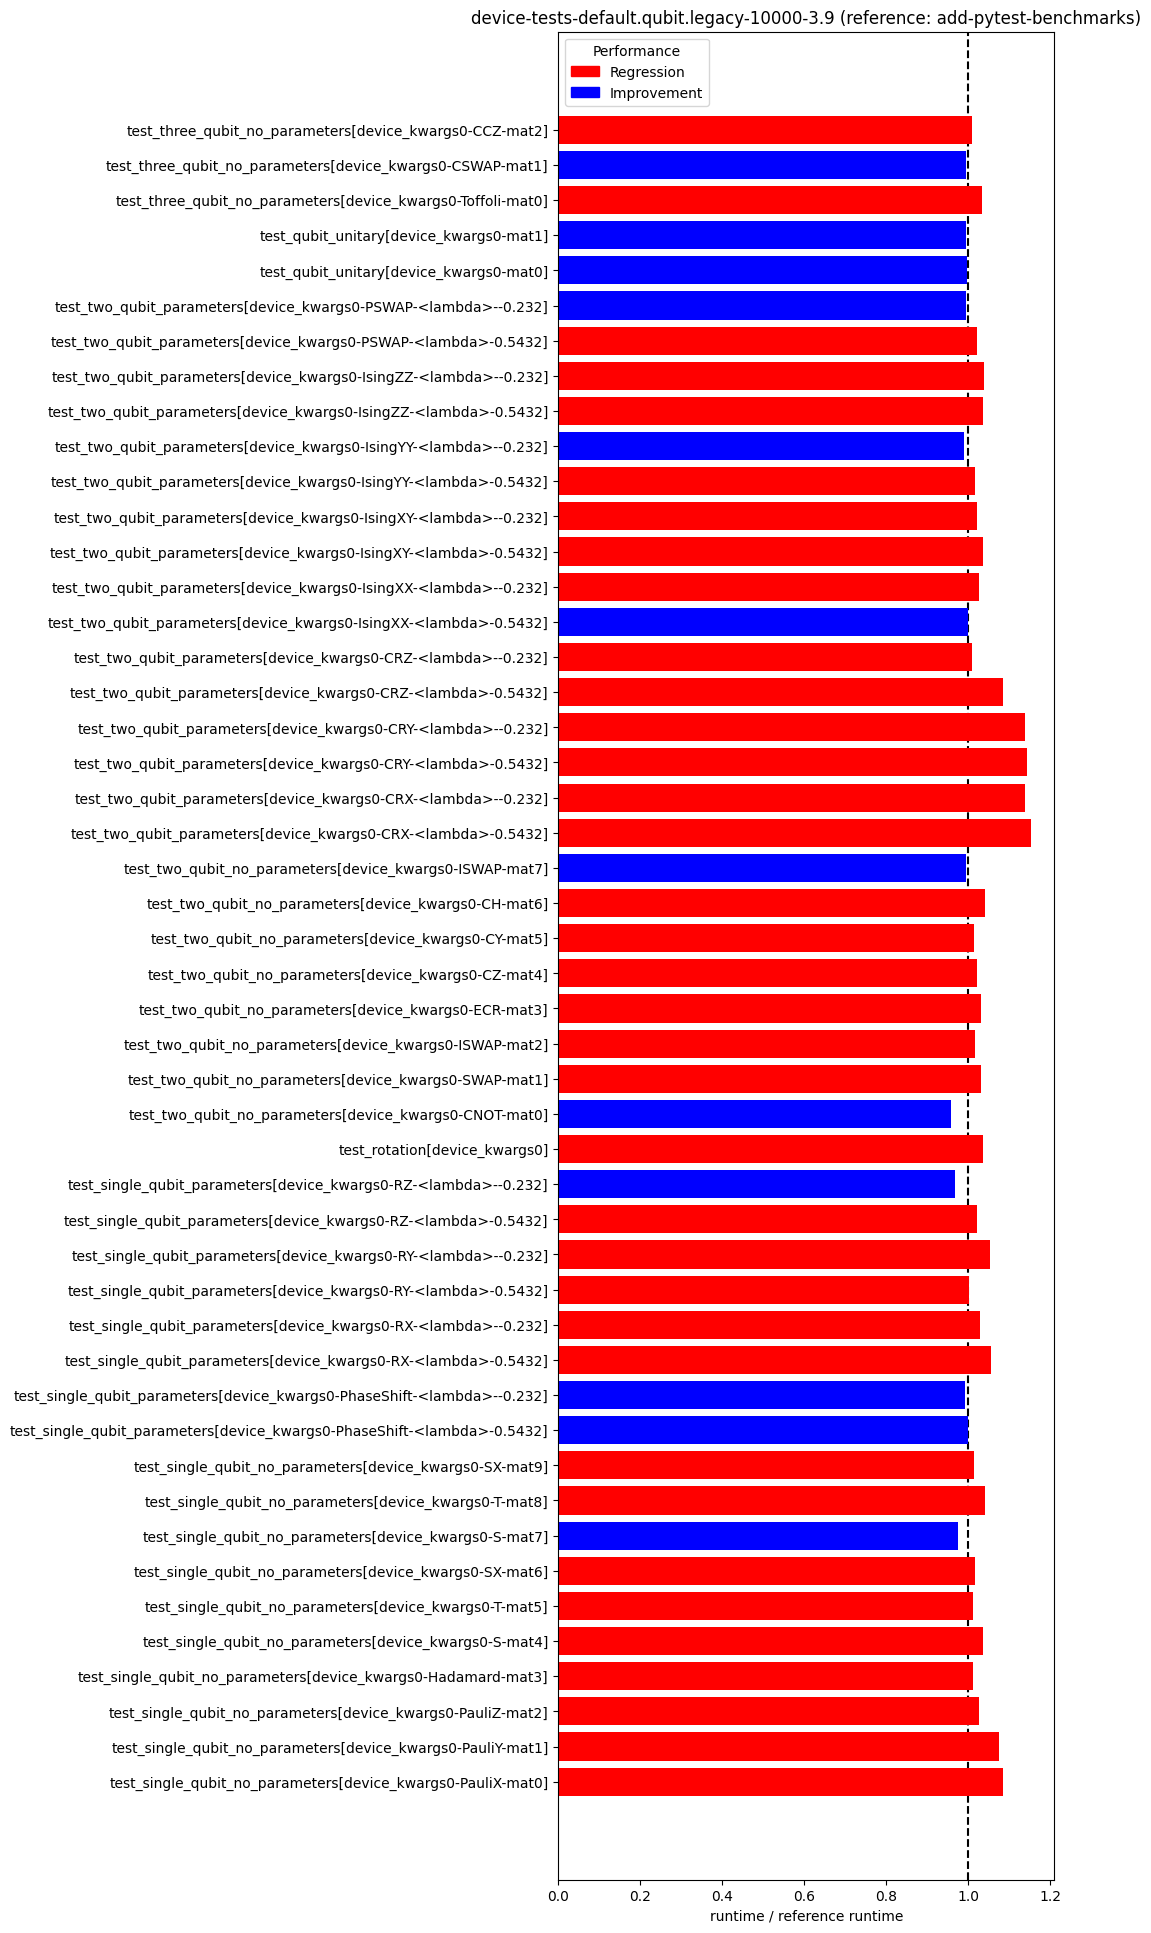 device-tests-default.qubit.legacy-10000-3.9 (reference: add-pytest-benchmarks)
Performance
Regression
Improvement
test_three_qubit_no_parameters[device_kwargs0-CCZ-mat2]
test_three_qubit_no_parameters[device_kwargs0-CSWAP-mat1]
test_three_qubit_no_parameters[device_kwargs0-Toffoli-mat0]
test_qubit_unitary[device_kwargs0-mat1]
test_qubit_unitary[device_kwargs0-mat0]
test_two_qubit_parameters[device_kwargs0-PSWAP-<lambda>--0.232]
test_two_qubit_parameters[device_kwargs0-PSWAP-<lambda>-0.5432]
test_two_qubit_parameters[device_kwargs0-IsingZZ-<lambda>--0.232]
test_two_qubit_parameters[device_kwargs0-IsingZZ-<lambda>-0.5432]
test_two_qubit_parameters[device_kwargs0-IsingYY-<lambda>--0.232]
test_two_qubit_parameters[device_kwargs0-IsingYY-<lambda>-0.5432]
test_two_qubit_parameters[device_kwargs0-IsingXY-<lambda>--0.232]
test_two_qubit_parameters[device_kwargs0-IsingXY-<lambda>-0.5432]
test_two_qubit_parameters[device_kwargs0-IsingXX-<lambda>--0.232]
test_two_qubit_parameters[device_kwargs0-IsingXX-<lambda>-0.5432]
test_two_qubit_parameters[device_kwargs0-CRZ-<lambda>--0.232]
test_two_qubit_parameters[device_kwargs0-CRZ-<lambda>-0.5432]
test_two_qubit_parameters[device_kwargs0-CRY-<lambda>--0.232]
test_two_qubit_parameters[device_kwargs0-CRY-<lambda>-0.5432]
test_two_qubit_parameters[device_kwargs0-CRX-<lambda>--0.232]
test_two_qubit_parameters[device_kwargs0-CRX-<lambda>-0.5432]
test_two_qubit_no_parameters[device_kwargs0-ISWAP-mat7]
test_two_qubit_no_parameters[device_kwargs0-CH-mat6]
test_two_qubit_no_parameters[device_kwargs0-CY-mat5]
test_two_qubit_no_parameters[device_kwargs0-CZ-mat4]
test_two_qubit_no_parameters[device_kwargs0-ECR-mat3]
test_two_qubit_no_parameters[device_kwargs0-ISWAP-mat2]
test_two_qubit_no_parameters[device_kwargs0-SWAP-mat1]
test_two_qubit_no_parameters[device_kwargs0-CNOT-mat0]
test_rotation[device_kwargs0]
test_single_qubit_parameters[device_kwargs0-RZ-<lambda>--0.232]
test_single_qubit_parameters[device_kwargs0-RZ-<lambda>-0.5432]
test_single_qubit_parameters[device_kwargs0-RY-<lambda>--0.232]
test_single_qubit_parameters[device_kwargs0-RY-<lambda>-0.5432]
test_single_qubit_parameters[device_kwargs0-RX-<lambda>--0.232]
test_single_qubit_parameters[device_kwargs0-RX-<lambda>-0.5432]
test_single_qubit_parameters[device_kwargs0-PhaseShift-<lambda>--0.232]
test_single_qubit_parameters[device_kwargs0-PhaseShift-<lambda>-0.5432]
test_single_qubit_no_parameters[device_kwargs0-SX-mat9]
test_single_qubit_no_parameters[device_kwargs0-T-mat8]
test_single_qubit_no_parameters[device_kwargs0-S-mat7]
test_single_qubit_no_parameters[device_kwargs0-SX-mat6]
test_single_qubit_no_parameters[device_kwargs0-T-mat5]
test_single_qubit_no_parameters[device_kwargs0-S-mat4]
test_single_qubit_no_parameters[device_kwargs0-Hadamard-mat3]
test_single_qubit_no_parameters[device_kwargs0-PauliZ-mat2]
test_single_qubit_no_parameters[device_kwargs0-PauliY-mat1]
test_single_qubit_no_parameters[device_kwargs0-PauliX-mat0]
0.0 0.2 0.4 0.6 0.8 1.0 1.2
runtime / reference runtime